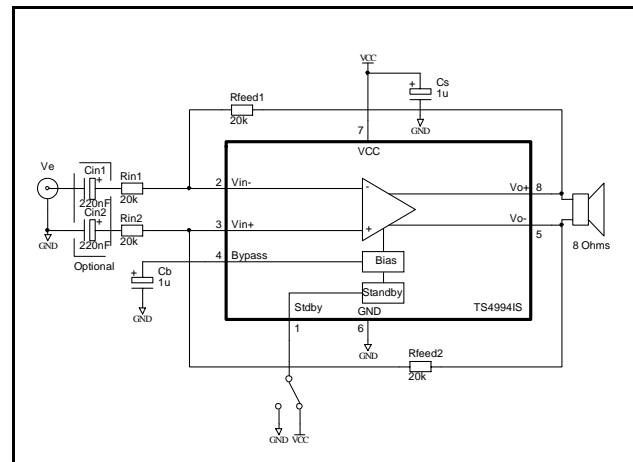 VCC
Rfeed1
20k
+
Cs
1u
GND
7
VCC
Ve
Cin1
+
220nF
Rin1
20k
2
Vin-
-
Vo+
8
Cin2
+
220nF
Rin2
20k
3
Vin+
+
Vo-
5
GND
Optional
8 Ohms
4
Bypass
Bias
+
Cb
1u
GND
Standby
Stdby
GND
TS4994IS
1
6
GND
Rfeed2
20k
GND
VCC